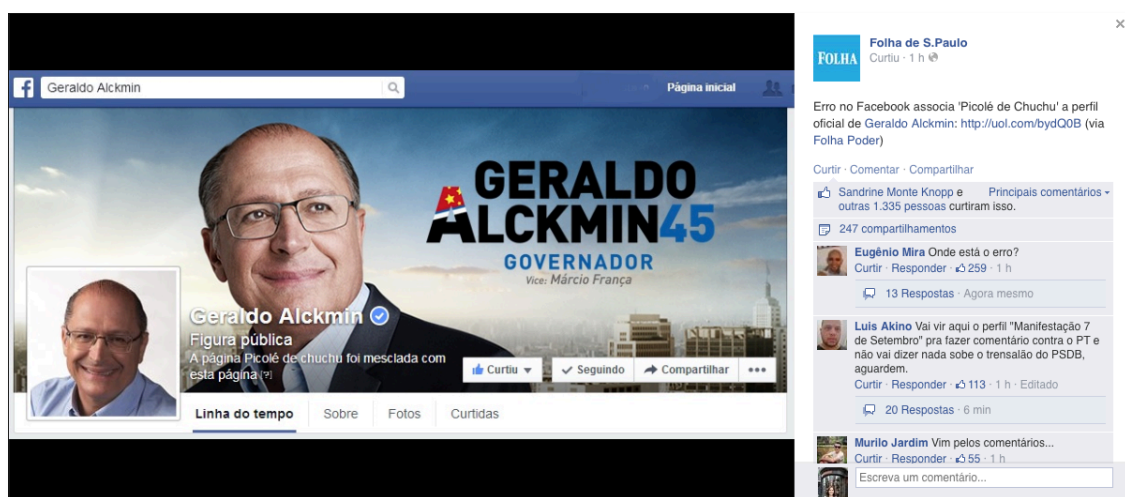 Geraldo Alckmin
Página inicial
GERALDO
ALCKMIN45
GOVERNADOR
Vice: Márcio França
Geraldo Alckmin
Figura pública
A página Picolé de chuchu foi mesclada com
esta página [?]
Curtiu
Seguindo
Compartilhar
Linha do tempo
Sobre
Fotos
Curtidas
FOLHA
Folha de S.Paulo
Curtiu · 1 h
Erro no Facebook associa 'Picolé de Chuchu' a perfil
oficial de Geraldo Alckmin: http://uol.com/bydQ0B (via
Folha Poder)
Curtir · Comentar · Compartilhar
Sandrine Monte Knopp e
outras 1.335 pessoas curtiram isso.
Principais comentários
247 compartilhamentos
Eugênio Mira Onde está o erro?
Curtir · Responder · 259 · 1 h
13 Respostas · Agora mesmo
Luis Akino Vai vir aqui o perfil "Manifestação 7
de Setembro" pra fazer comentário contra o PT e
não vai dizer nada sobe o trensalão do PSDB,
aguardem.
Curtir · Responder · 113 · 1 h · Editado
20 Respostas · 6 min
Murilo Jardim Vim pelos comentários...
Curtir · Responder · 55 · 1 h
Escreva um comentário...